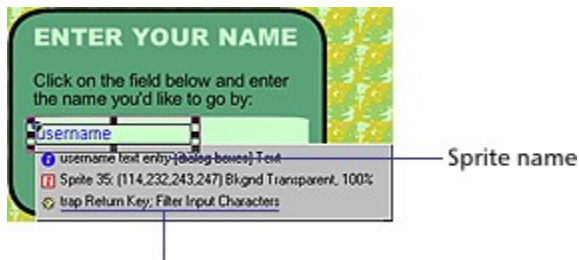 ENTER YOUR NAME
Click on the field below and enter
the name you'd like to go by:
username
username text entry [dialog boxes] Text
Sprite name
Sprite 35: (114,232,243,247) Bkgnd Transparent, 100%
trap Return Key; Filter Input Characters